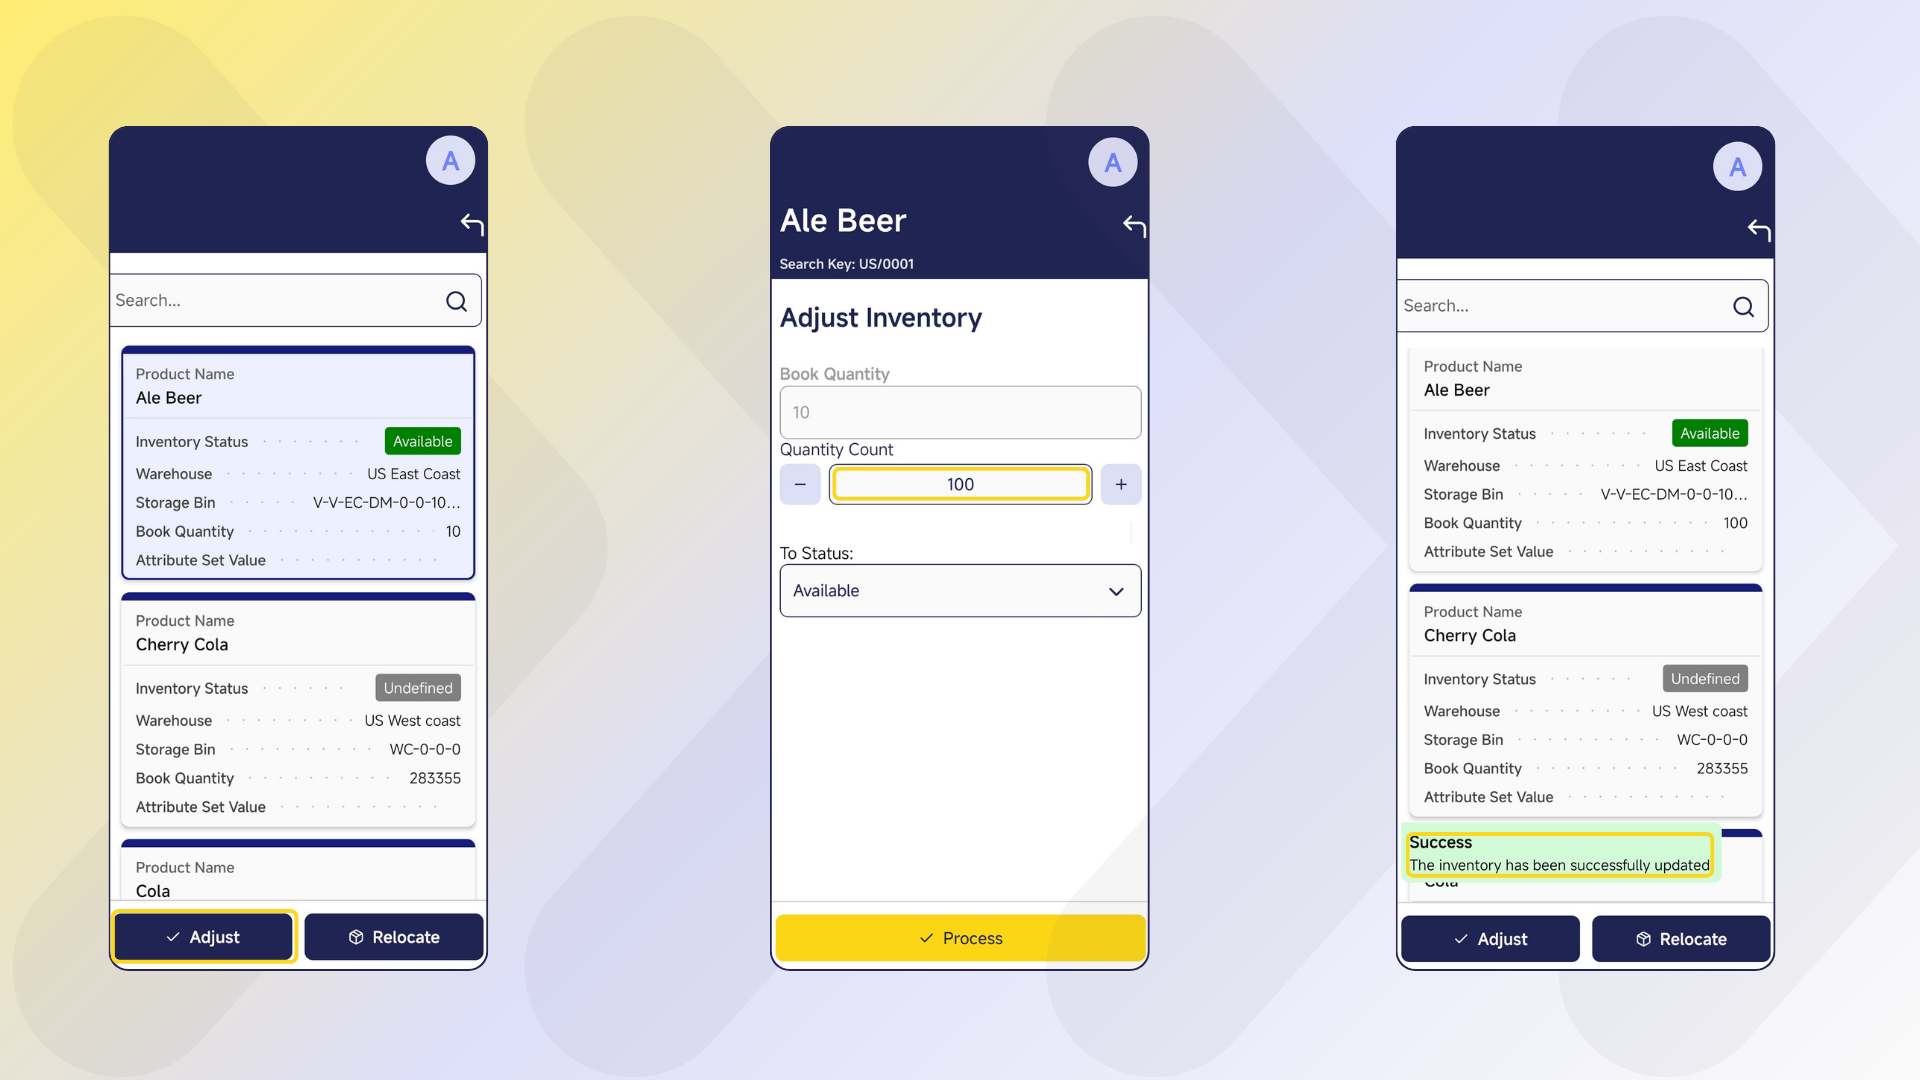 A
Search...
Product Name
Ale Beer
Inventory Status Available
Warehouse US East Coast
Storage Bin V-V-EC-DM-0-0-10...
Book Quantity 10
Attribute Set Value
Product Name
Cherry Cola
Inventory Status Undefined
Warehouse US West coast
Storage Bin WC-0-0-0
Book Quantity 283355
Attribute Set Value
Product Name
Cola
Adjust Relocate
A
Ale Beer
Search Key: US/0001
Adjust Inventory
Book Quantity
10
Quantity Count
− 100 +
To Status:
Available
Process
A
Search...
Product Name
Ale Beer
Inventory Status Available
Warehouse US East Coast
Storage Bin V-V-EC-DM-0-0-10...
Book Quantity 100
Attribute Set Value
Product Name
Cherry Cola
Inventory Status Undefined
Warehouse US West coast
Storage Bin WC-0-0-0
Book Quantity 283355
Attribute Set Value
Success
The inventory has been successfully updated
Cola
Adjust Relocate